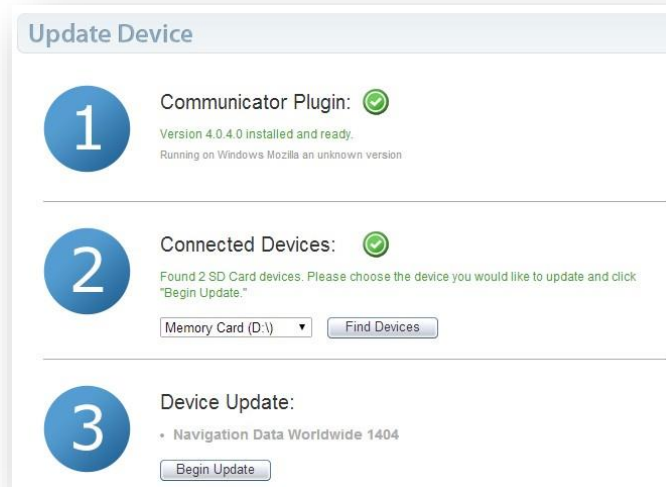 Update Device
1
Communicator Plugin:
Version 4.0.4.0 installed and ready.
Running on Windows Mozilla an unknown version
2
Connected Devices:
Found 2 SD Card devices. Please choose the device you would like to update and click
"Begin Update."
Memory Card (D:\) Find Devices
3
Device Update:
• Navigation Data Worldwide 1404
Begin Update